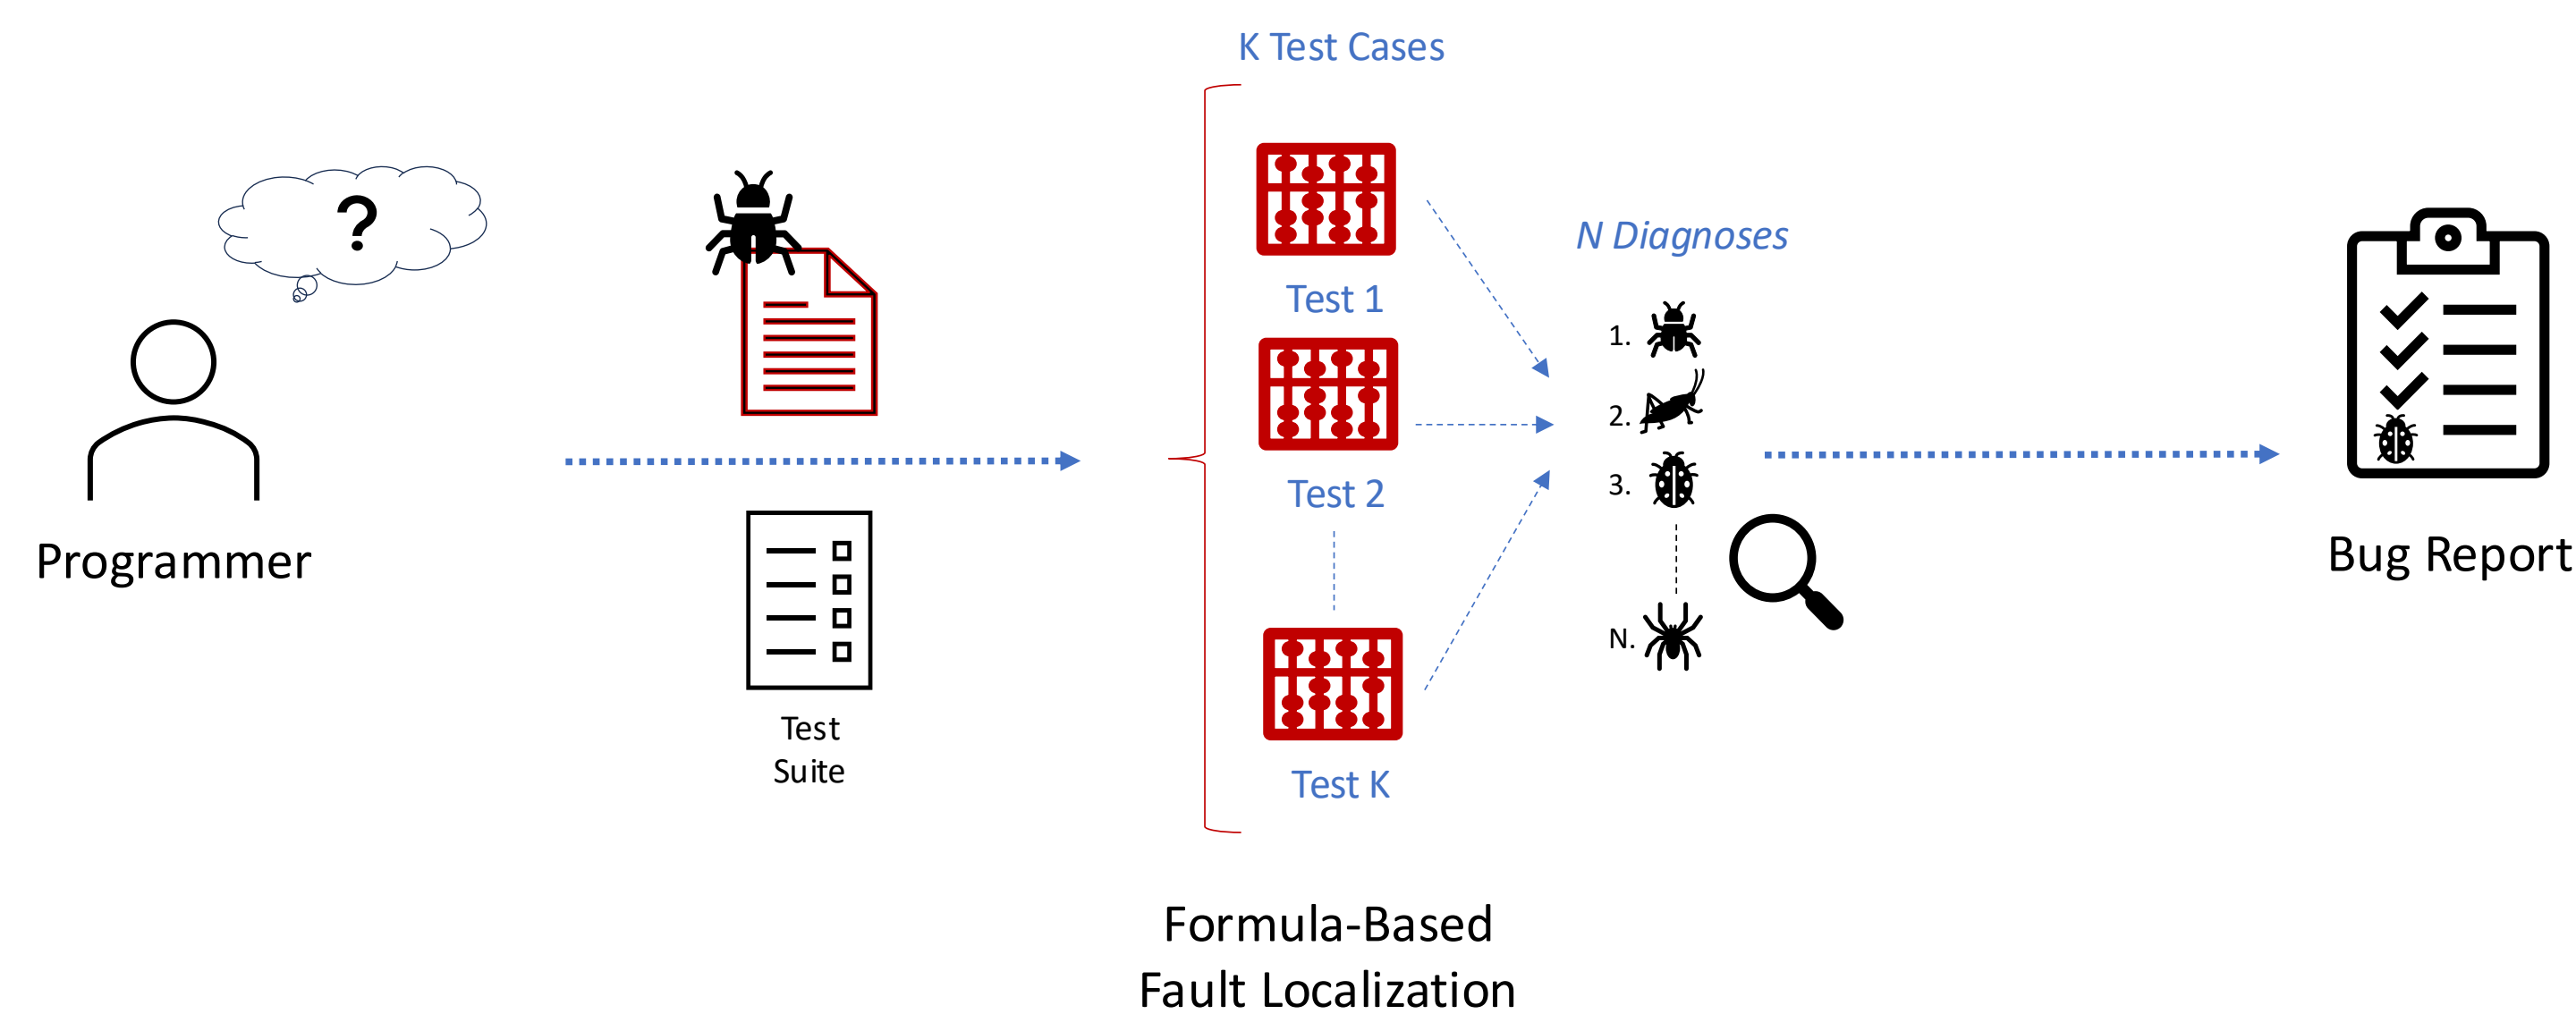 K Test Cases
?
Test 1
N Diagnoses
1.
2.
Test 2
3.
Programmer
Bug Report
N.
Test
Suite
Test K
Formula-Based
Fault Localization